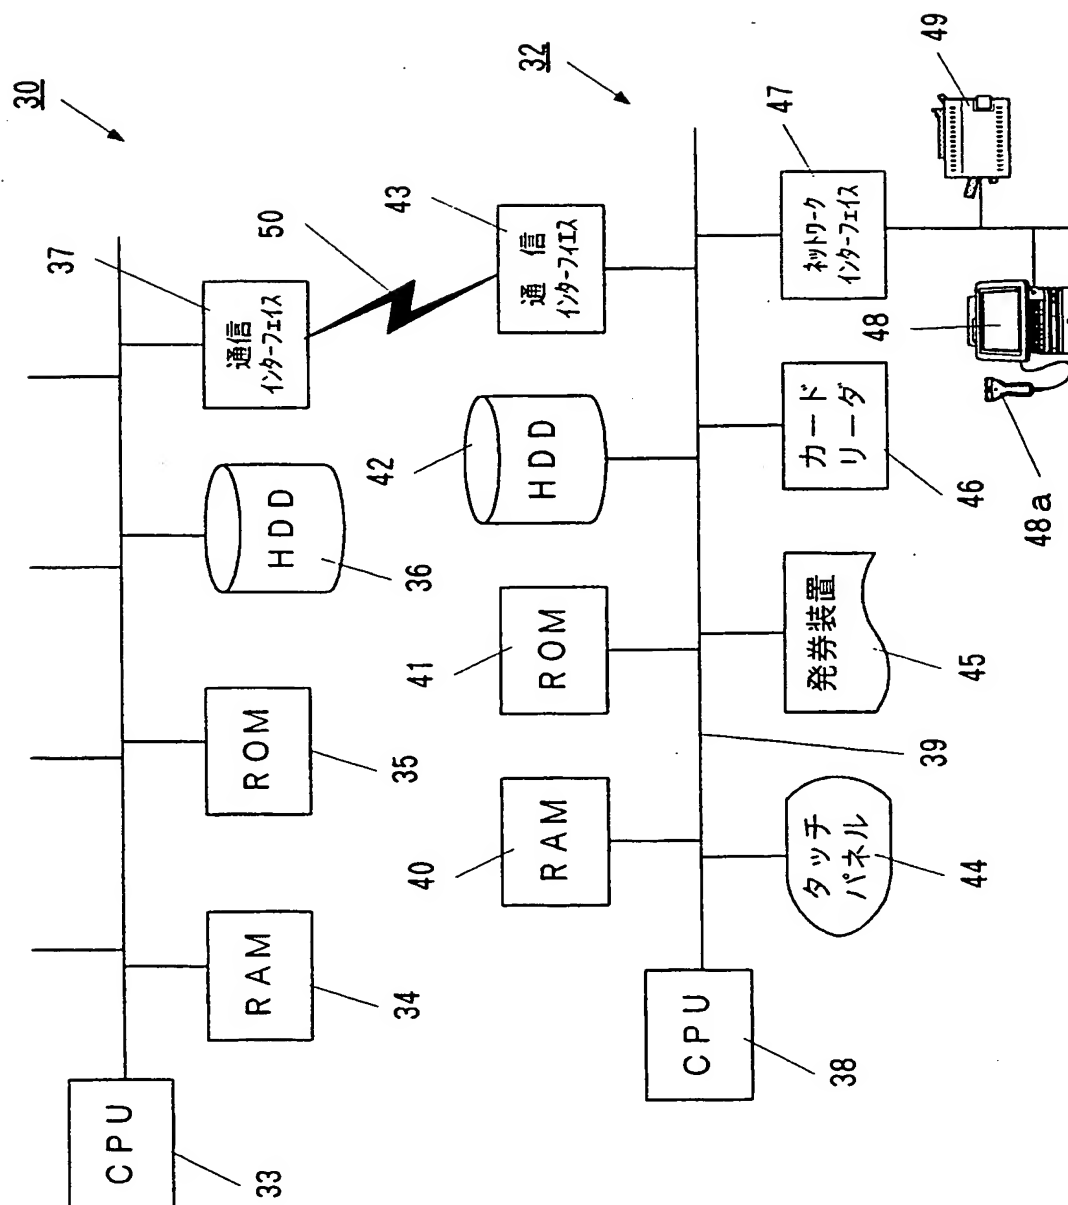 30
CPU
33
RAM
34
ROM
35
HDD
36
通信
インターフェイス
37
50
32
CPU
38
39
RAM
40
ROM
41
HDD
42
通信
インターフィエス
43
タッチ
パネル
44
発券装置
45
カード
リーダ
46
ネットワーク
インターフェイス
47
48
48a
49